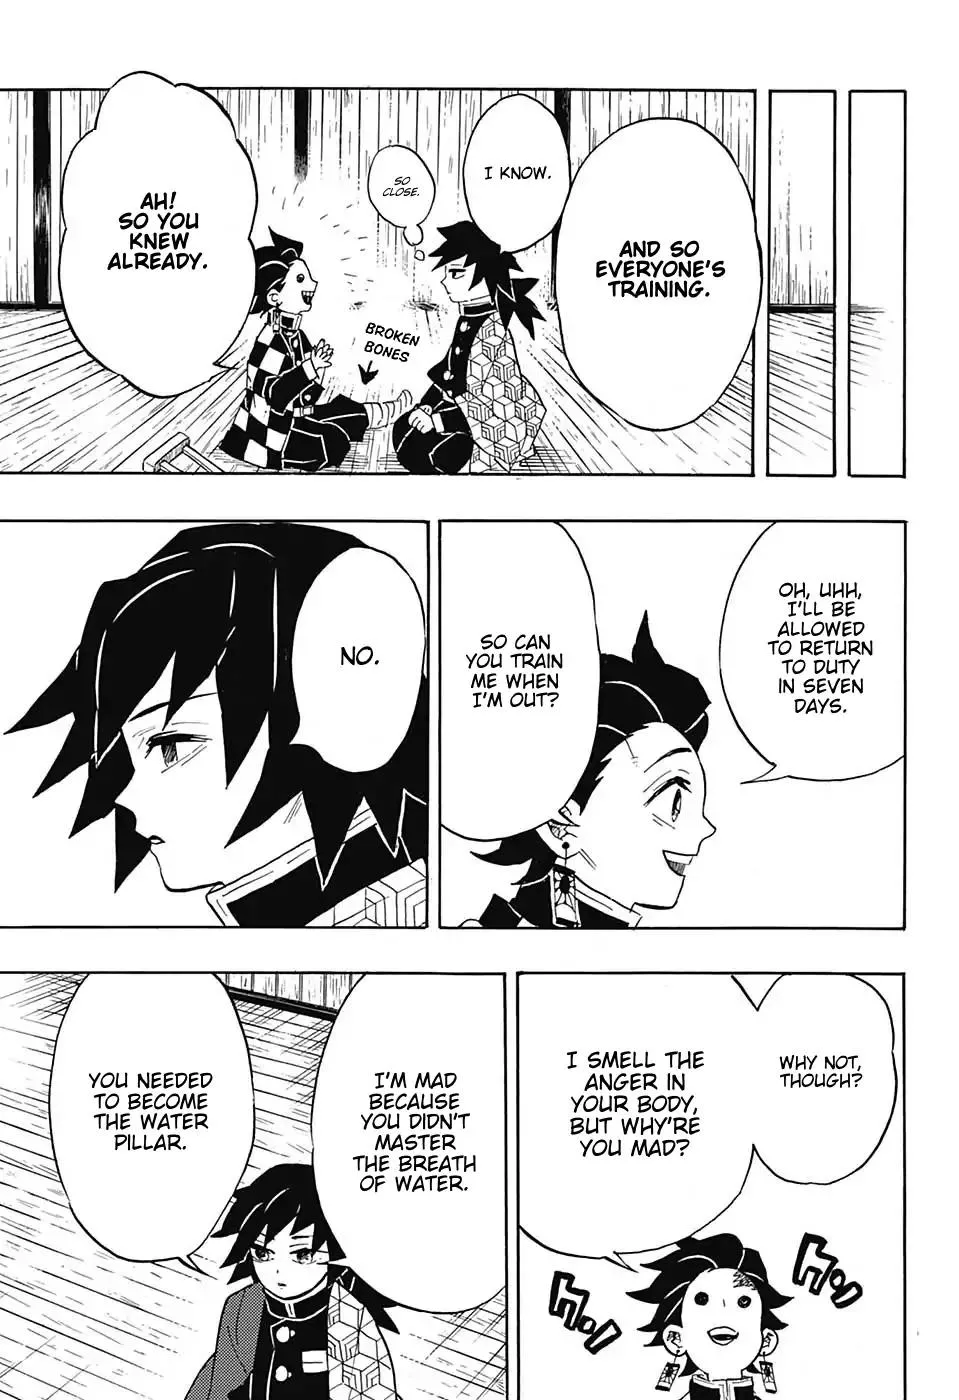 AND SO
EVERYONE'S
TRAINING.
I KNOW.
SO
CLOSE.
AH!
SO YOU
KNEW
ALREADY.
BROKEN
BONES
OH, UHH,
I'LL BE
ALLOWED
TO RETURN
TO DUTY
IN SEVEN
DAYS.
SO CAN
YOU TRAIN
ME WHEN
I'M OUT?
NO.
WHY NOT,
THOUGH?
I SMELL THE
ANGER IN
YOUR BODY,
BUT WHY'RE
YOU MAD?
I'M MAD
BECAUSE
YOU DIDN'T
MASTER
THE BREATH
OF WATER.
YOU NEEDED
TO BECOME
THE WATER
PILLAR.